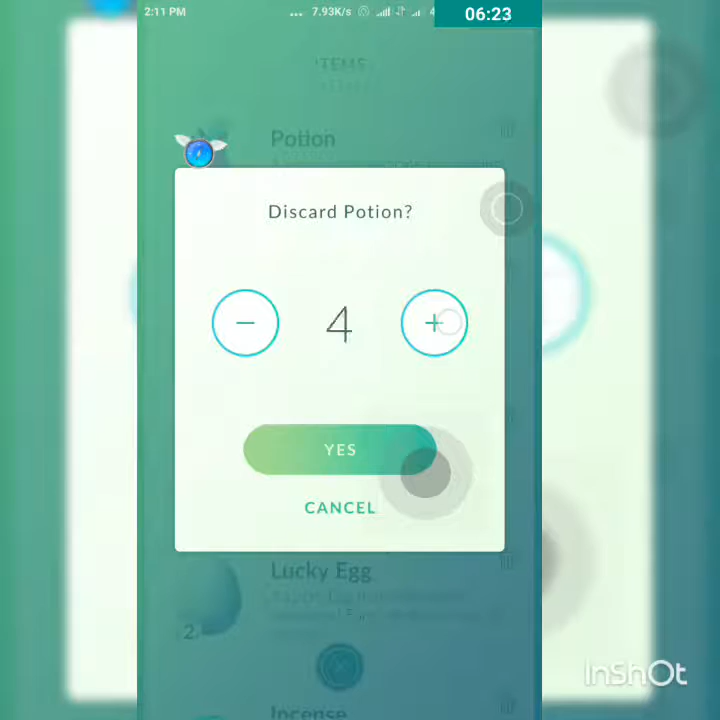 2:11 PM ... 7.93K/s 4 06:23
ITEMS
Potion
Discard Potion?
− 4 +
YES
CANCEL
Lucky Egg
2
Incense
InShOt